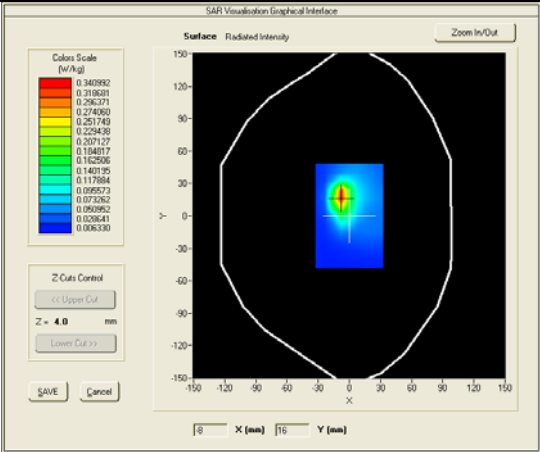 SAR Visualisation Graphical Interface
Surface Radiated Intensity
Zoom In/Out
Colors Scale
(W/kg)
0.340992
0.318681
0.296371
0.274060
0.251749
0.229438
0.207127
0.184817
0.162506
0.140195
0.117884
0.095573
0.073262
0.050952
0.028641
0.006330
Z-Cuts Control
<< Upper Cut
Z = 4.0 mm
Lower Cut >>
SAVE Cancel
150-
120-
90-
60-
30-
0-
-30-
-60-
-90-
-120-
-150-
Y
-150 -120 -90 -60 -30 0 30 60 90 120 150
X
-8 X (mm) 16 Y (mm)